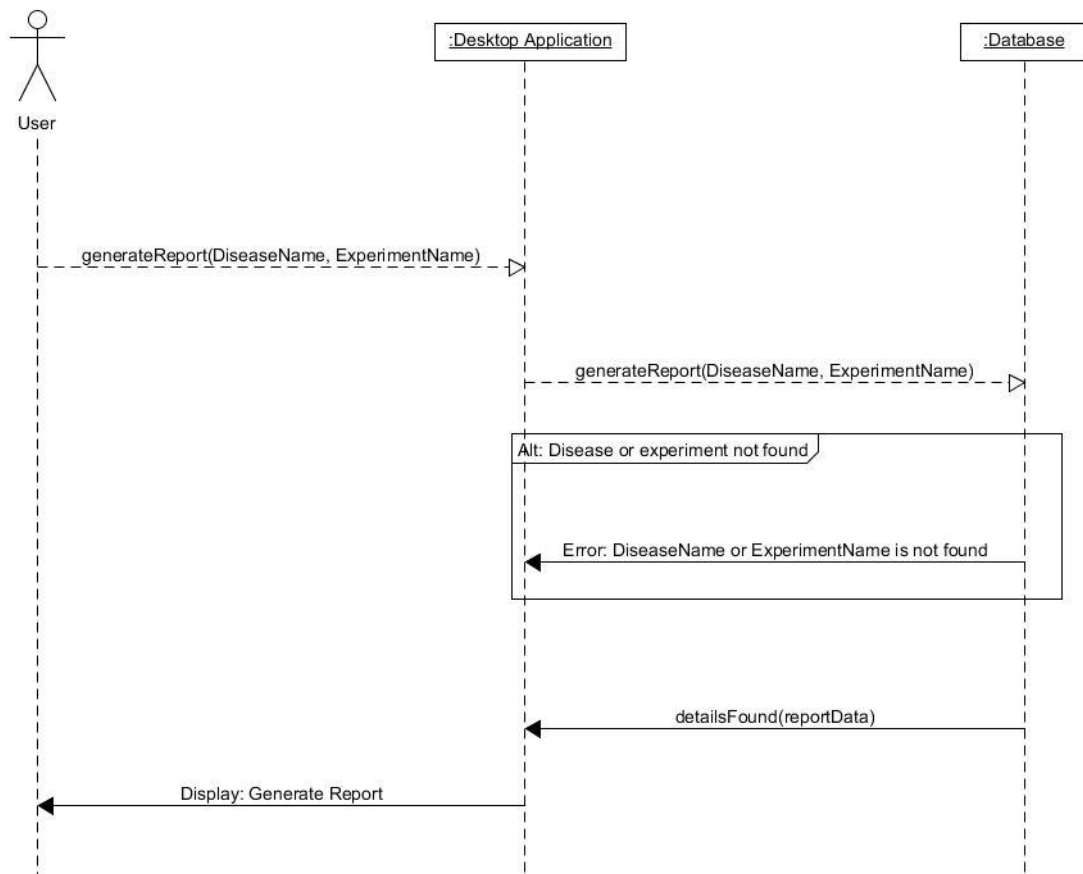 :Desktop Application
:Database
User
generateReport(DiseaseName, ExperimentName)
generateReport(DiseaseName, ExperimentName)
Alt: Disease or experiment not found
Error: DiseaseName or ExperimentName is not found
detailsFound(reportData)
Display: Generate Report